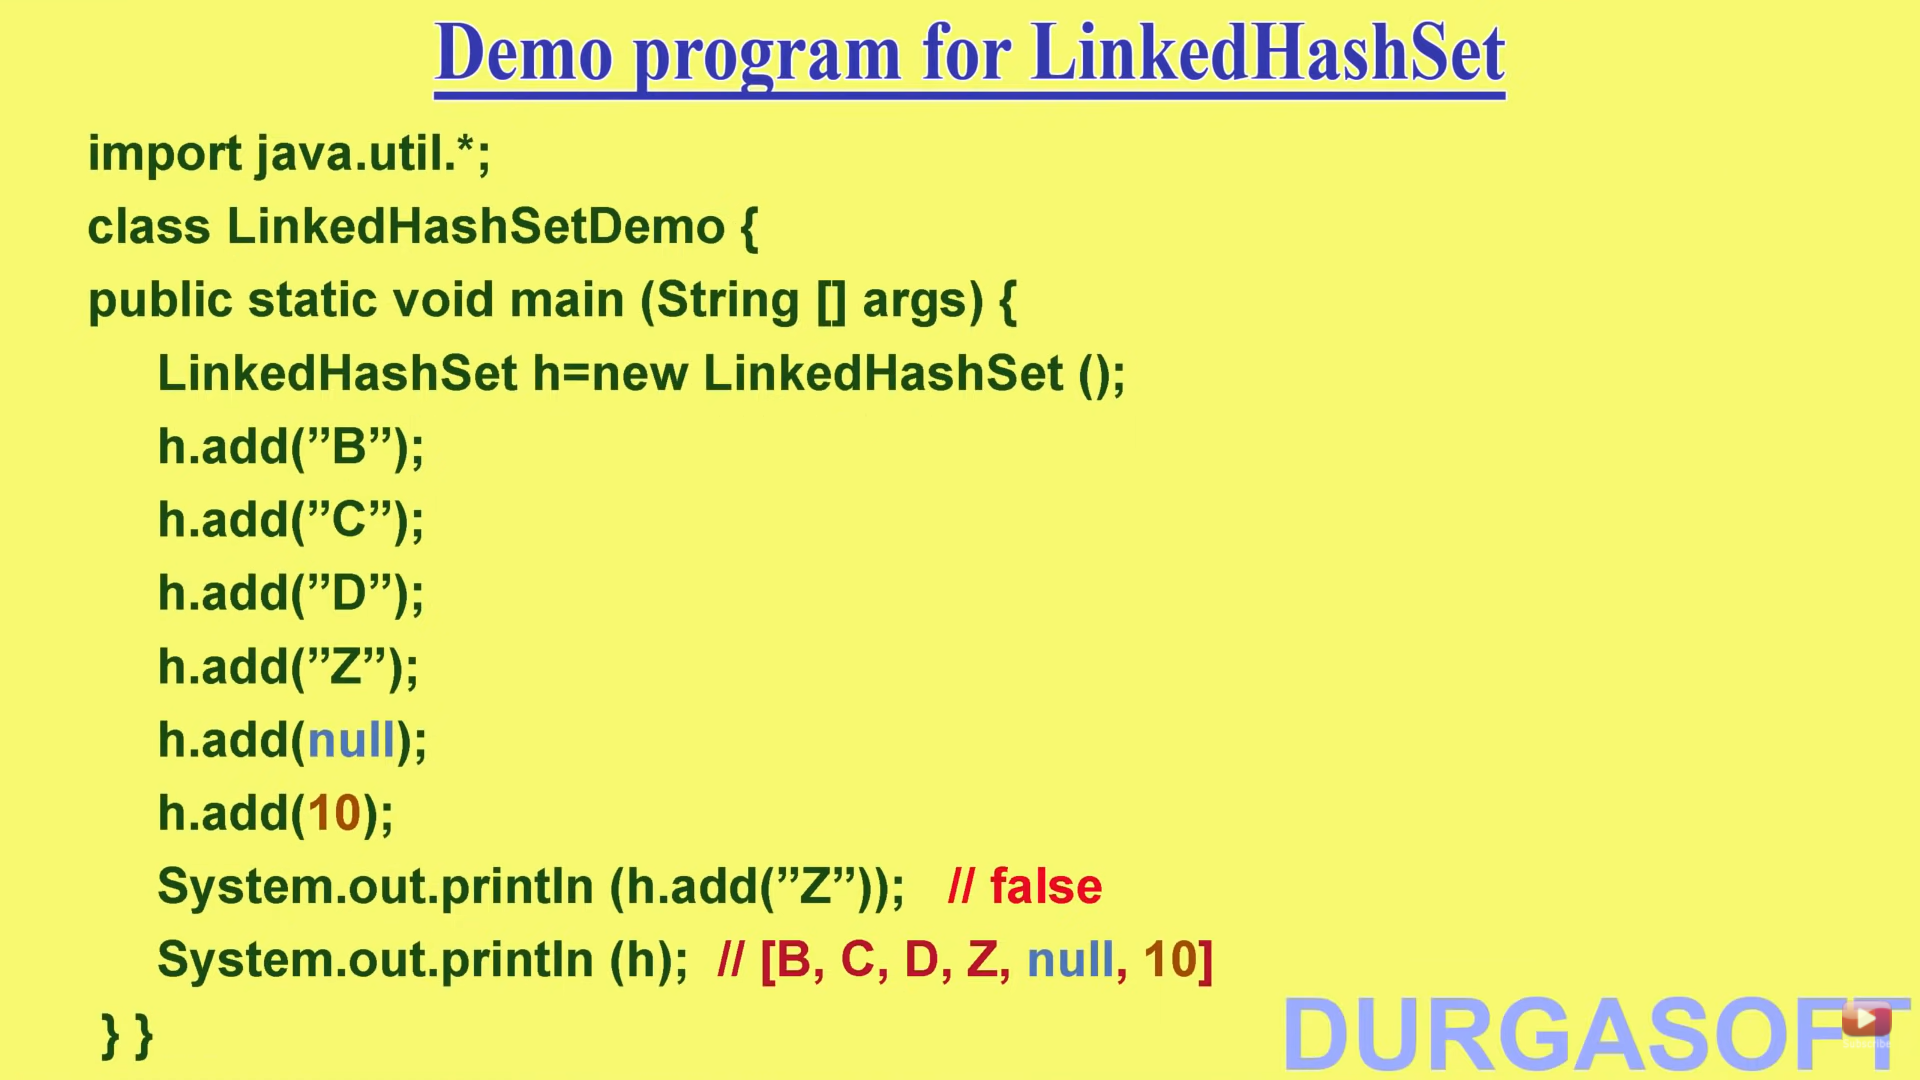 Demo program for LinkedHashSet
import java.util.*;
class LinkedHashSetDemo {
public static void main (String [] args) {
LinkedHashSet h=new LinkedHashSet ();
h.add(”B”);
h.add(”C”);
h.add(”D”);
h.add(”Z”);
h.add(null);
h.add(10);
System.out.println (h.add(”Z”));   // false
System.out.println (h);  // [B, C, D, Z, null, 10]
} }
DURGASOFT
Subscribe